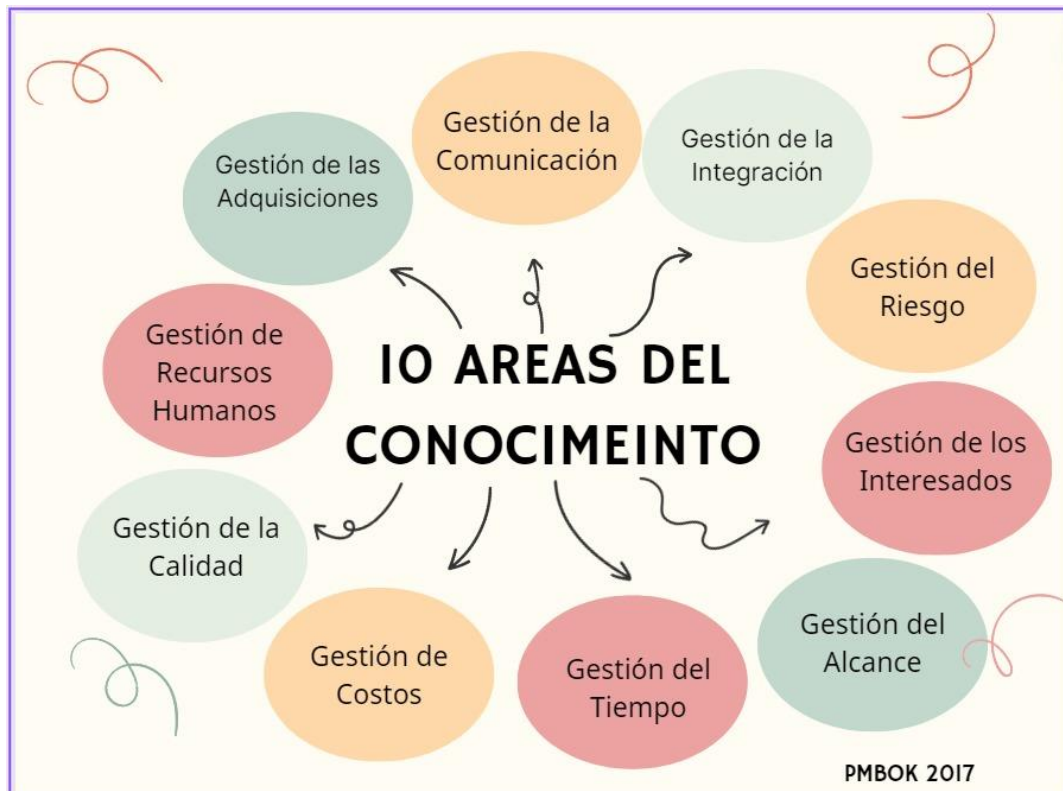 Gestión de la
Comunicación
Gestión de la
Integración
Gestión de las
Adquisiciones
Gestión del
Riesgo
Gestión de
Recursos
Humanos
10 AREAS DEL
CONOCIMEINTO
Gestión de los
Interesados
Gestión de la
Calidad
Gestión del
Alcance
Gestión de
Costos
Gestión del
Tiempo
PMBOK 2017